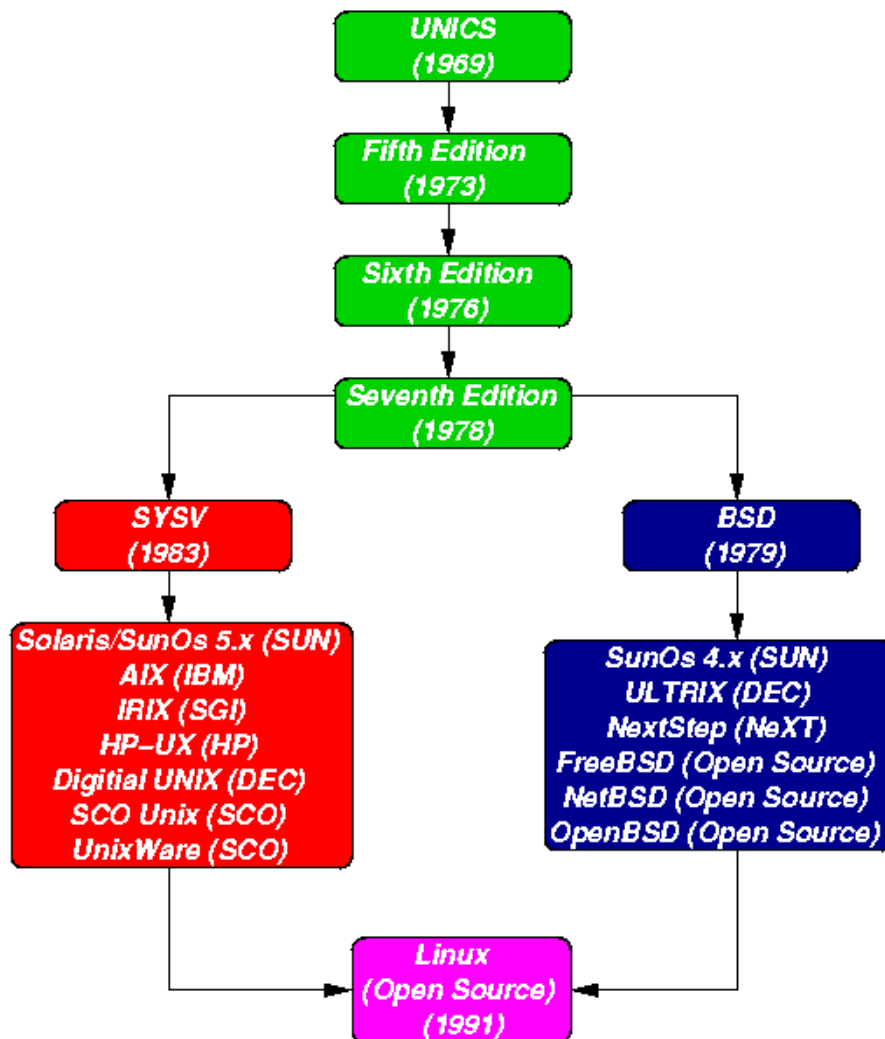 UNICS
(1969)
Fifth Edition
(1973)
Sixth Edition
(1976)
Seventh Edition
(1978)
SYSV
(1983)
BSD
(1979)
Solaris/SunOs 5.x (SUN)
AIX (IBM)
IRIX (SGI)
HP-UX (HP)
Digitial UNIX (DEC)
SCO Unix (SCO)
UnixWare (SCO)
SunOs 4.x (SUN)
ULTRIX (DEC)
NextStep (NeXT)
FreeBSD (Open Source)
NetBSD (Open Source)
OpenBSD (Open Source)
Linux
(Open Source)
(1991)